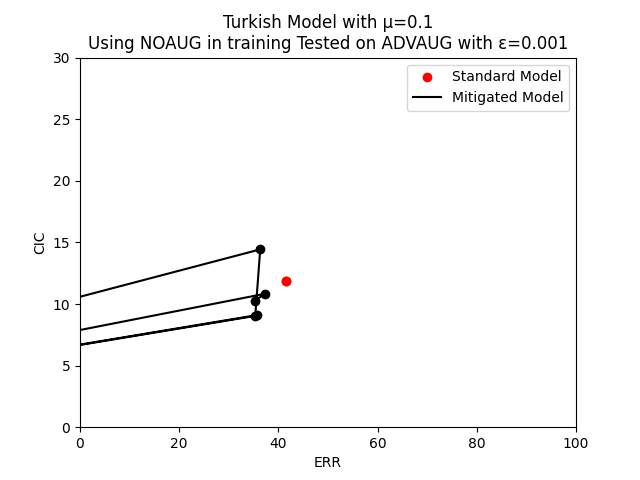 Turkish Model with μ=0.1
Using NOAUG in training Tested on ADVAUG with ε=0.001
30
25
20
15
10
5
0
CIC
Standard Model
Mitigated Model
0 20 40 60 80 100
ERR